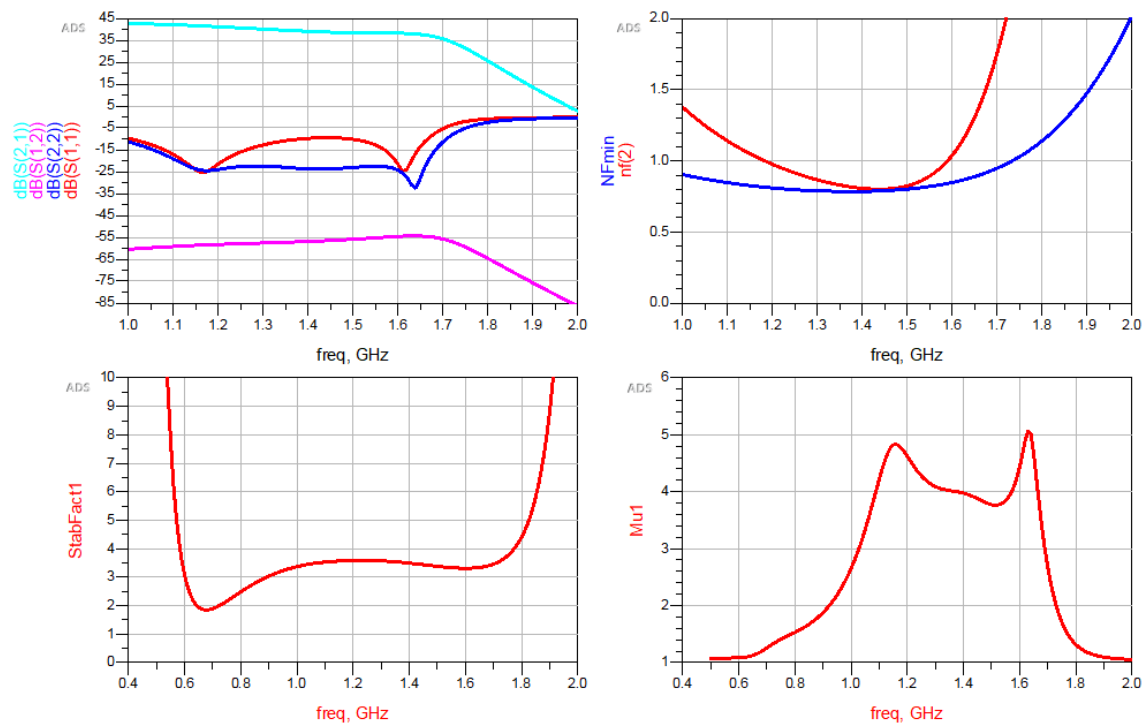 ADS
45
35
25
15
5
-5
-15
-25
-35
-45
-55
-65
-75
-85
dB(S(2,1))
dB(S(1,2))
dB(S(2,2))
dB(S(1,1))
1.0 1.1 1.2 1.3 1.4 1.5 1.6 1.7 1.8 1.9 2.0
freq, GHz
ADS
2.0
1.5
1.0
0.5
0.0
NFmin
nf(2)
1.0 1.1 1.2 1.3 1.4 1.5 1.6 1.7 1.8 1.9 2.0
freq, GHz
ADS
10
9
8
7
6
5
4
3
2
1
0
StabFact1
0.4 0.6 0.8 1.0 1.2 1.4 1.6 1.8 2.0
freq, GHz
ADS
6
5
4
3
2
1
Mu1
0.4 0.6 0.8 1.0 1.2 1.4 1.6 1.8 2.0
freq, GHz